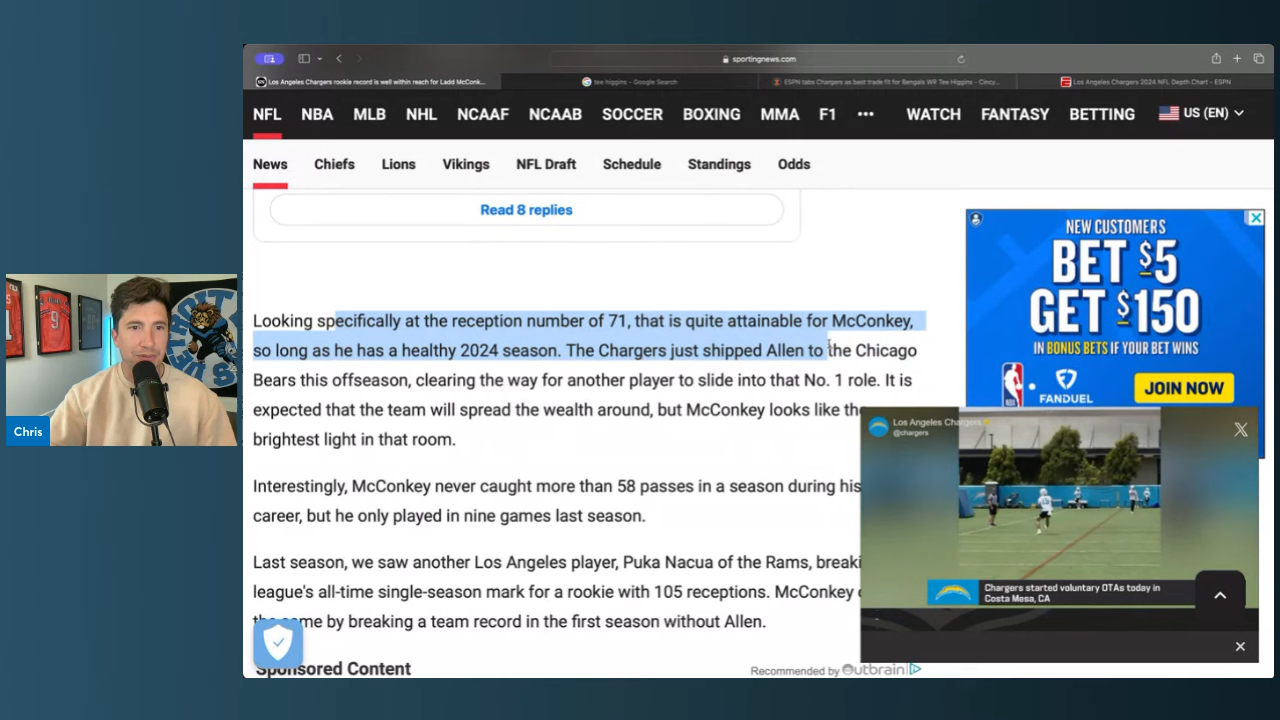 sportingnews.com
Los Angeles Chargers rookie record is well within reach for Ladd McConk...
tee higgins - Google Search
ESPN tabs Chargers as best trade fit for Bengals WR Tee Higgins - Cincy...
Los Angeles Chargers 2024 NFL Depth Chart - ESPN
NFL NBA MLB NHL NCAAF NCAAB SOCCER BOXING MMA F1 ••• WATCH FANTASY BETTING US (EN)
News Chiefs Lions Vikings NFL Draft Schedule Standings Odds
Read 8 replies
Looking specifically at the reception number of 71, that is quite attainable for McConkey,
so long as he has a healthy 2024 season. The Chargers just shipped Allen to the Chicago
Bears this offseason, clearing the way for another player to slide into that No. 1 role. It is
expected that the team will spread the wealth around, but McConkey looks like the
brightest light in that room.
Interestingly, McConkey never caught more than 58 passes in a season during his
career, but he only played in nine games last season.
Last season, we saw another Los Angeles player, Puka Nacua of the Rams, breaki
league's all-time single-season mark for a rookie with 105 receptions. McConkey
by breaking a team record in the first season without Allen.
Sponsored Content
Recommended by Outbrain
NEW CUSTOMERS
BET $5
GET $150
IN BONUS BETS IF YOUR BET WINS
NBA
FANDUEL
JOIN NOW
Los Angeles Chargers
@chargers
Chargers started voluntary OTAs today in
Costa Mesa, CA
Chris
9